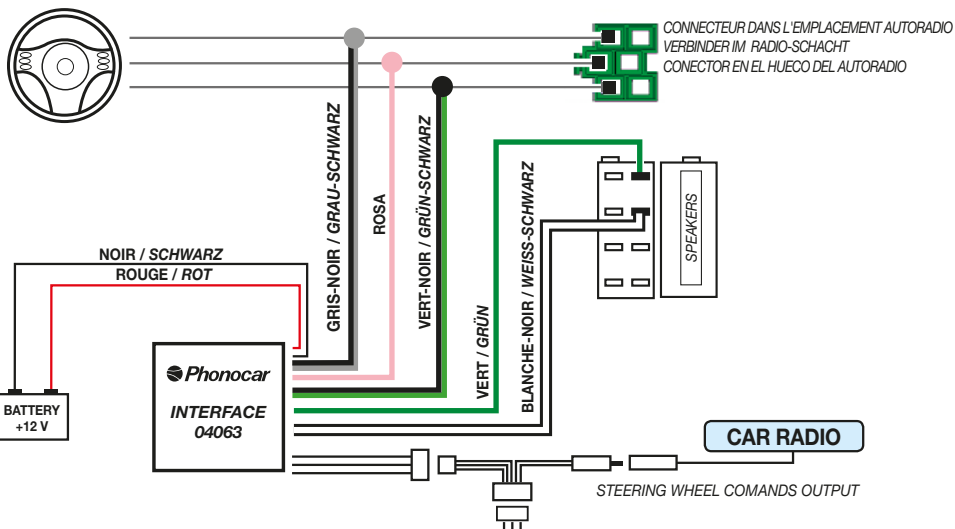 CONNECTEUR DANS L'EMPLACEMENT AUTORADIO
VERBINDER IM RADIO-SCHACHT
CONECTOR EN EL HUECO DEL AUTORADIO
GRIS-NOIR / GRAU-SCHWARZ
ROSA
VERT-NOIR / GRÜN-SCHWARZ
VERT / GRÜN
BLANCHE-NOIR / WEISS-SCHWARZ
SPEAKERS
NOIR / SCHWARZ
ROUGE / ROT
Phonocar
INTERFACE
04063
BATTERY
+12 V
CAR RADIO
STEERING WHEEL COMANDS OUTPUT